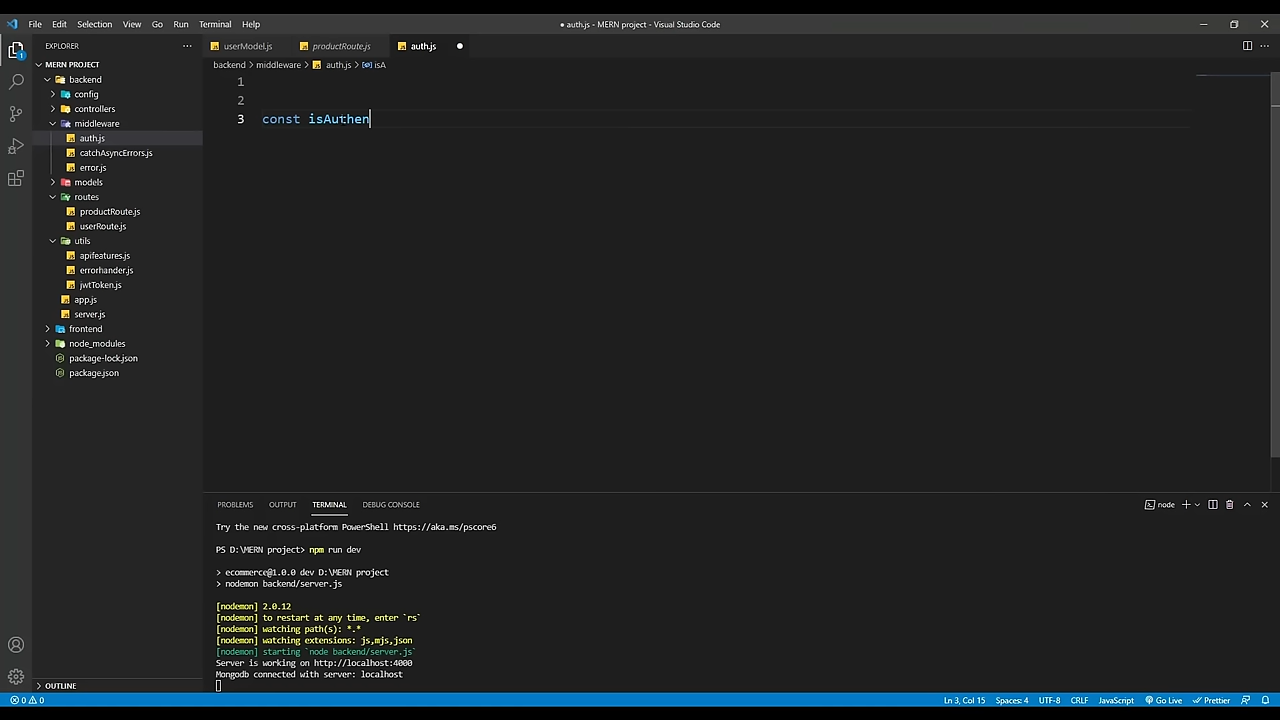 File Edit Selection View Go Run Terminal Help
● auth.js - MERN project - Visual Studio Code
EXPLORER
userModel.js productRoute.js auth.js
backend > middleware > auth.js > isA
MERN PROJECT
backend
config
controllers
middleware
auth.js
catchAsyncErrors.js
error.js
models
routes
productRoute.js
userRoute.js
utils
apifeatures.js
errorhander.js
jwtToken.js
app.js
server.js
frontend
node_modules
package-lock.json
package.json
OUTLINE
1
2
3 const isAuthen
PROBLEMS OUTPUT TERMINAL DEBUG CONSOLE
node
Try the new cross-platform PowerShell https://aka.ms/pscore6
PS D:\MERN project> npm run dev
> ecommerce@1.0.0 dev D:\MERN project
> nodemon backend/server.js
[nodemon] 2.0.12
[nodemon] to restart at any time, enter `rs`
[nodemon] watching path(s): *.*
[nodemon] watching extensions: js,mjs,json
[nodemon] starting `node backend/server.js`
Server is working on http://localhost:4000
Mongodb connected with server: localhost
0 0
Ln 3, Col 15 Spaces: 4 UTF-8 CRLF JavaScript Go Live Prettier